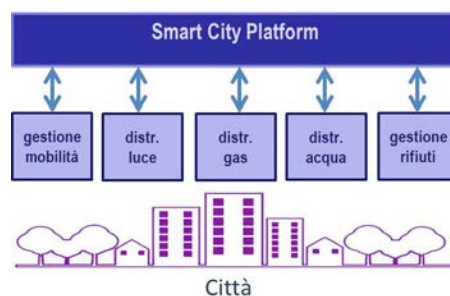 Smart City Platform
gestione
mobilità
distr.
luce
distr.
gas
distr.
acqua
gestione
rifiuti
Città